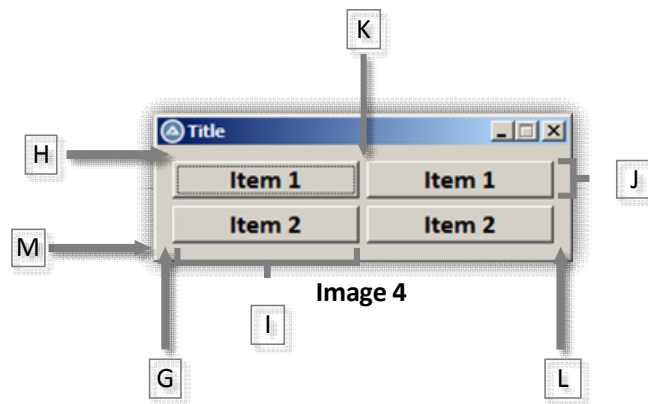 K
Title
H
Item 1 Item 1
J
Item 2 Item 2
M
Image 4
I
G
L